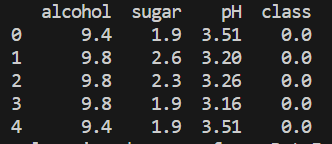 alcohol sugar pH class
0 9.4 1.9 3.51 0.0
1 9.8 2.6 3.20 0.0
2 9.8 2.3 3.26 0.0
3 9.8 1.9 3.16 0.0
4 9.4 1.9 3.51 0.0